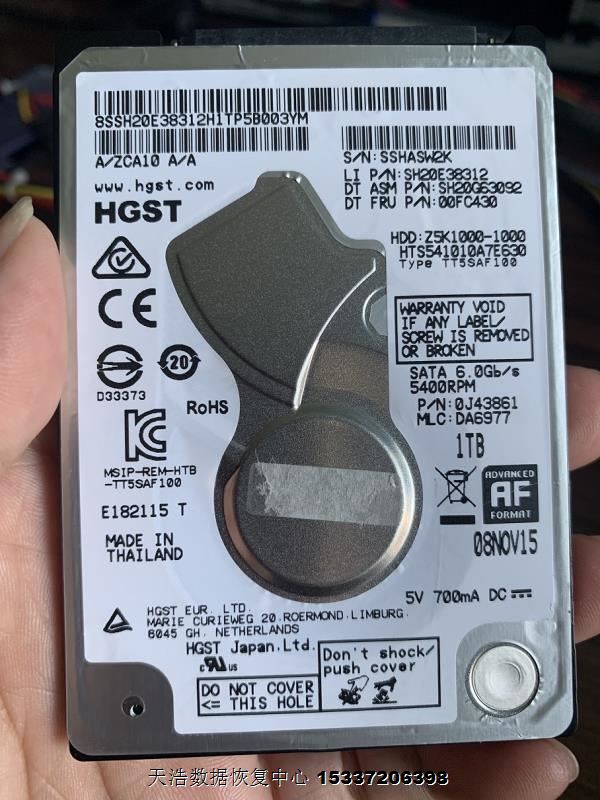 8SSH20E38312H1TP5B003YM
A/ZCA10 A/A
S/N: SSHASW2K
LI P/N: SH20E38312
DT ASM P/N: SH20G63092
DT FRU P/N: 00FC430
www.hgst.com
HGST
HDD: Z5K1000-1000
HTS541010A7E630
Type TT5SAF100
WARRANTY VOID
IF ANY LABEL/
SCREW IS REMOVED
OR BROKEN
CE
D33373
20
RoHS
SATA 6.0Gb/s
5400RPM
P/N: 0J43861
MLC: DA6977
1TB
MSIP-REM-HTB
-TT5SAF100
ADVANCED
AF
FORMAT
E182115 T
MADE IN
THAILAND
08NOV15
5V 700mA DC
HGST EUR. LTD.
MARIE CURIEWEG 20,ROERMOND,LIMBURG,
6045 GH, NETHERLANDS
HGST Japan,Ltd.
c RU us
Don't shock/
push cover
DO NOT COVER
<= THIS HOLE
天浩数据恢复中心 15337206398